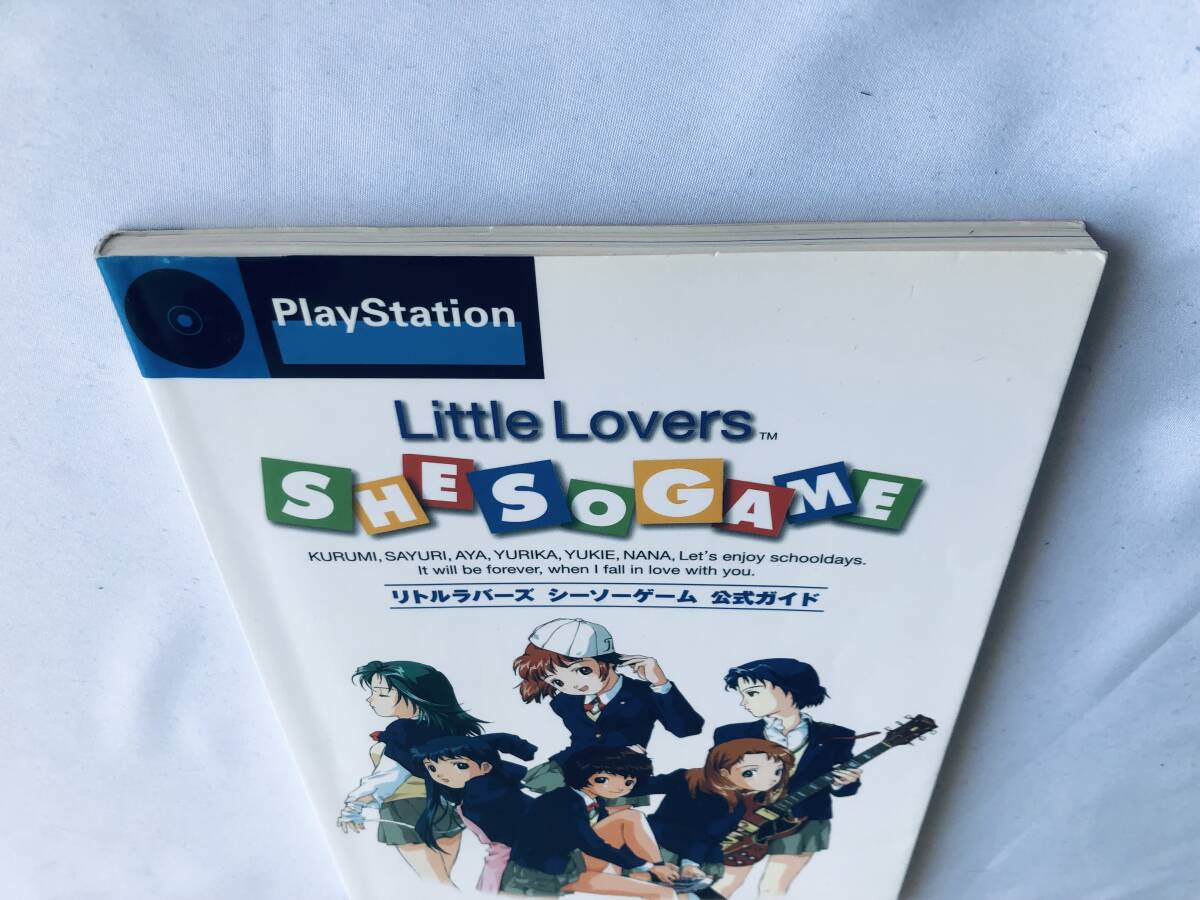 PlayStation
Little Lovers™
SHESOGAME
KURUMI, SAYURI, AYA, YURIKA, YUKIE, NANA, Let's enjoy schooldays.
It will be forever, when I fall in love with you.
リトルラバーズ シーソーゲーム 公式ガイド